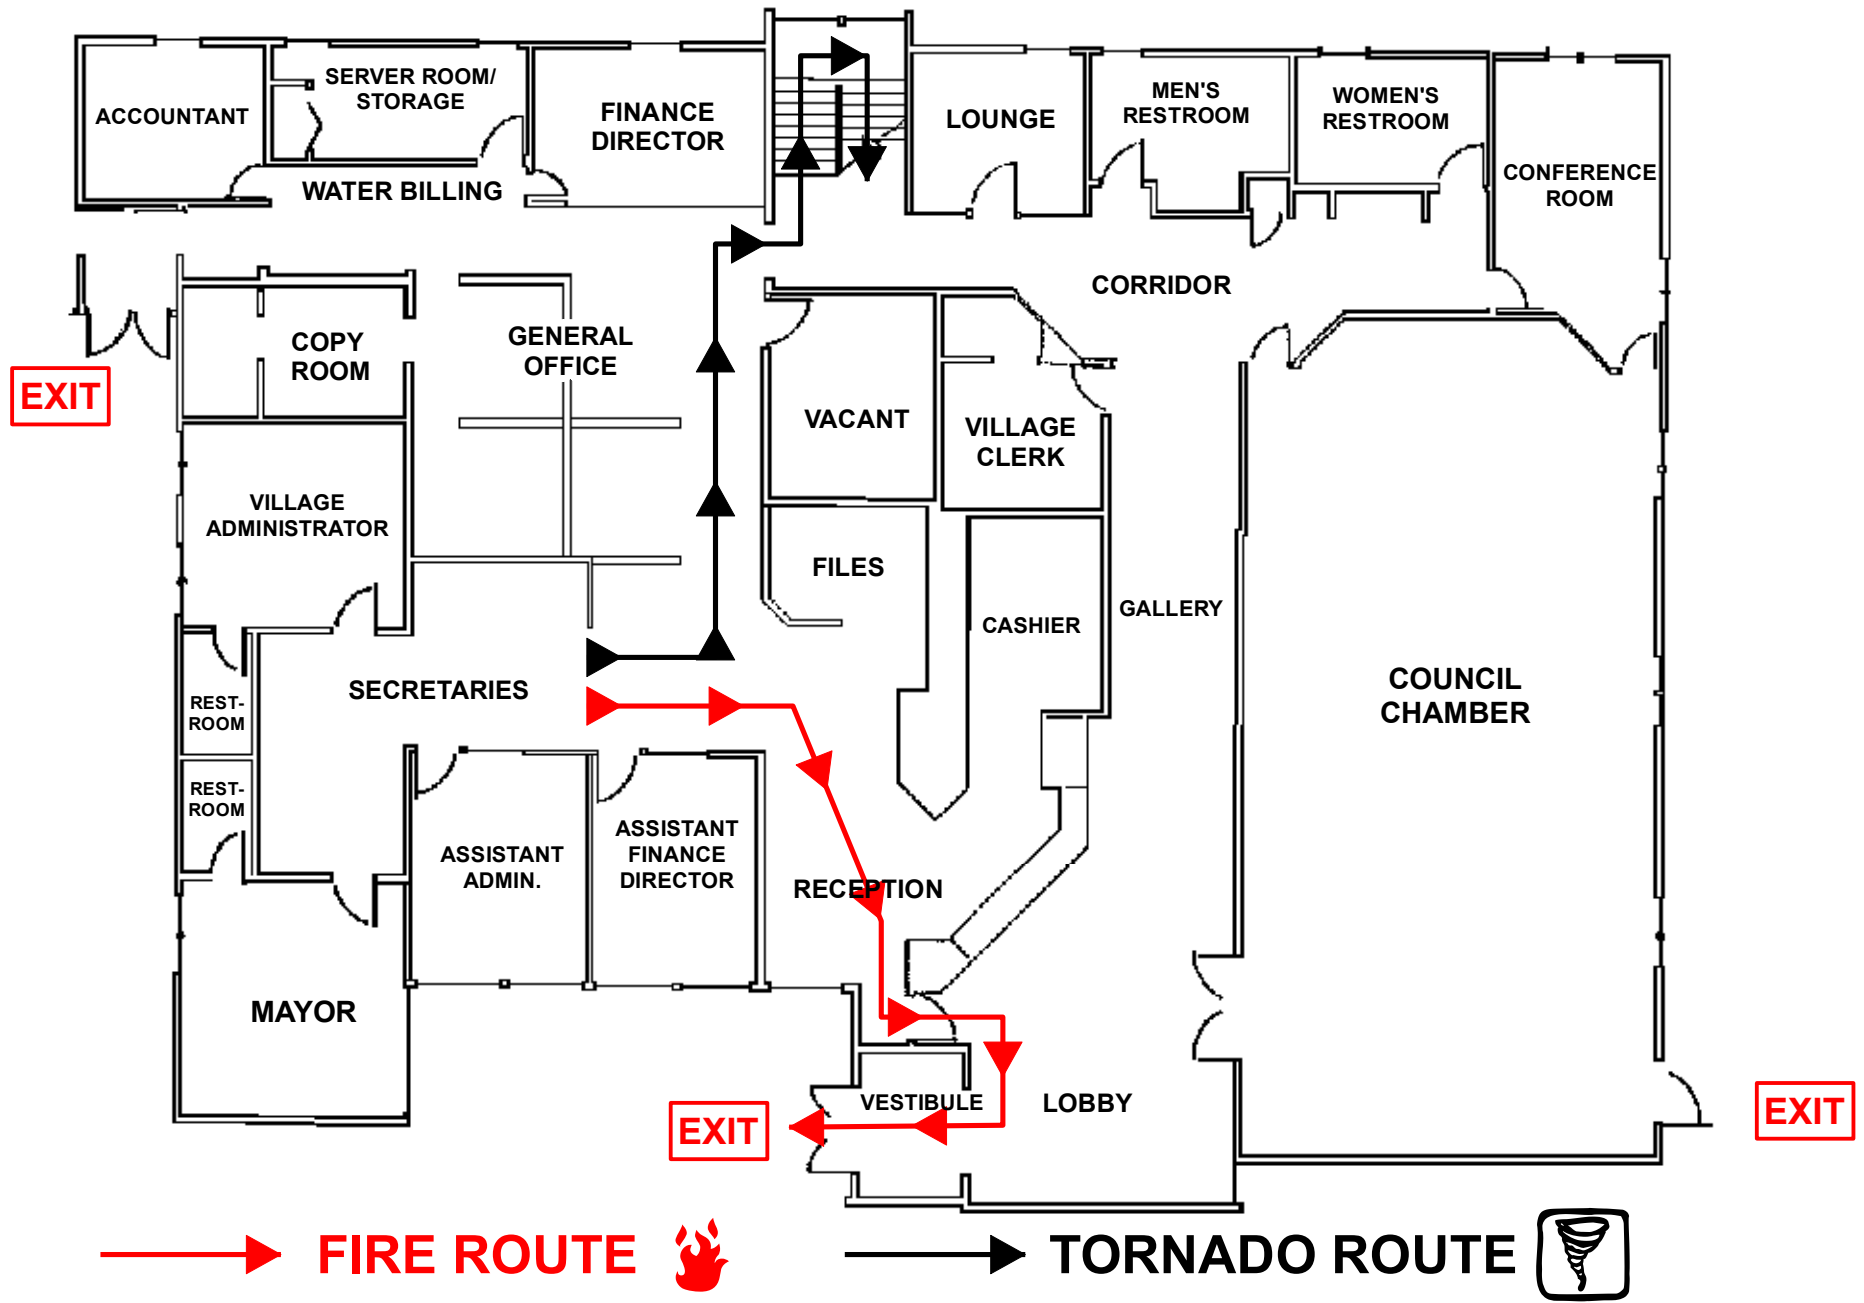 ACCOUNTANT
SERVER ROOM/
STORAGE
FINANCE
DIRECTOR
LOUNGE
MEN'S
RESTROOM
WOMEN'S
RESTROOM
CONFERENCE
ROOM
WATER BILLING
CORRIDOR
COPY
ROOM
GENERAL
OFFICE
EXIT
VACANT
VILLAGE
CLERK
VILLAGE
ADMINISTRATOR
FILES
CASHIER
GALLERY
SECRETARIES
COUNCIL
CHAMBER
REST-
ROOM
REST-
ROOM
ASSISTANT
ADMIN.
ASSISTANT
FINANCE
DIRECTOR
RECEPTION
MAYOR
VESTIBULE
LOBBY
EXIT
EXIT
FIRE ROUTE
TORNADO ROUTE